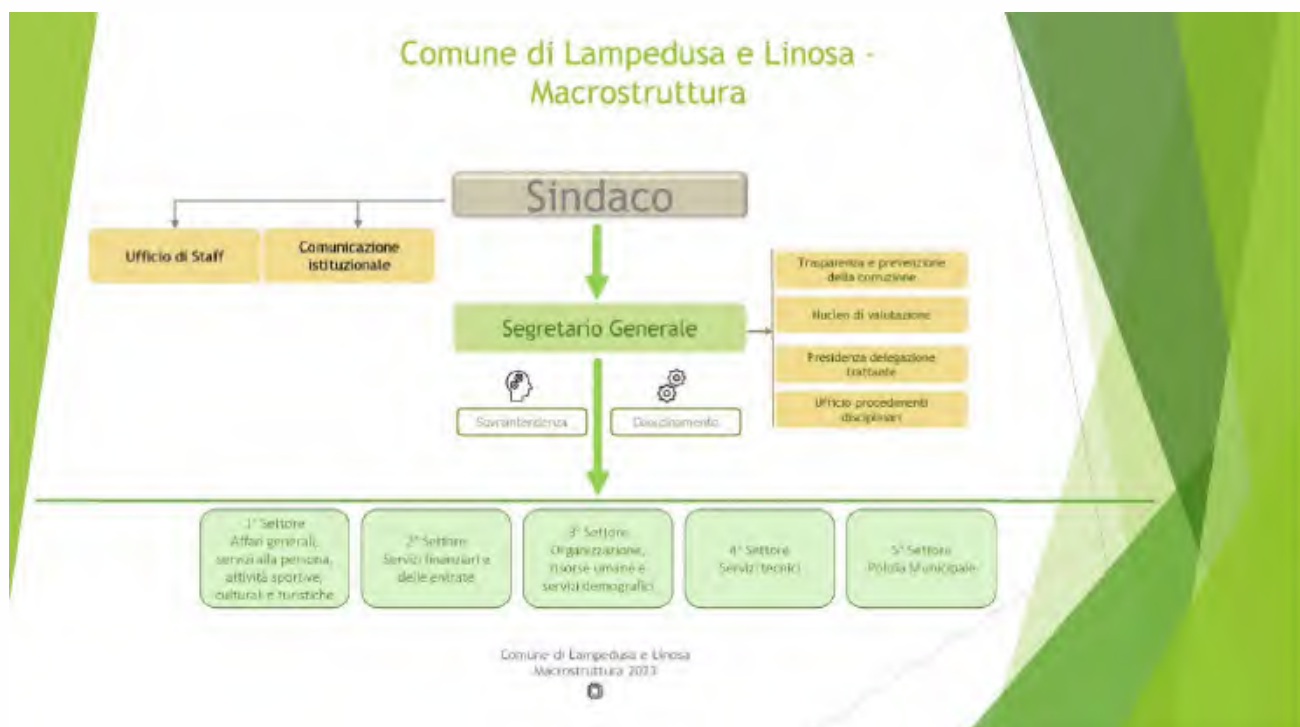 Comune di Lampedusa e Linosa -
Macrostruttura
Sindaco
Ufficio di Staff
Comunicazione
istituzionale
Trasparenza e prevenzione
della corruzione
Nucleo di valutazione
Segretario Generale
Presidenza delegazione
trattante
Ufficio procedimenti
disciplinari
Sovraintendenza
1° Settore
Affari generali,
servizi alla persona,
attività sportive,
culturali e turistiche
2° Settore
Servizi finanziari e
delle entrate
3° Settore
Organizzazione,
risorse umane e
servizi demografici
4° Settore
Servizi tecnici
5° Settore
Polizia Municipale
Comune di Lampedusa e Linosa
Macrostruttura 2023